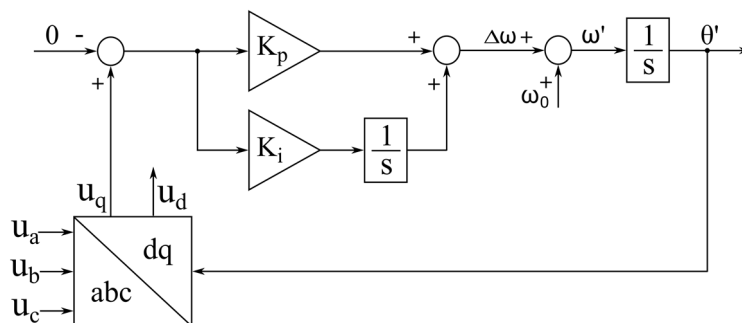 0 -
+
Kp
+
+
Δω +
ω0
+
ω'
1
s
θ'
Ki
1
s
uq
ud
ua
ub
uc
dq
abc